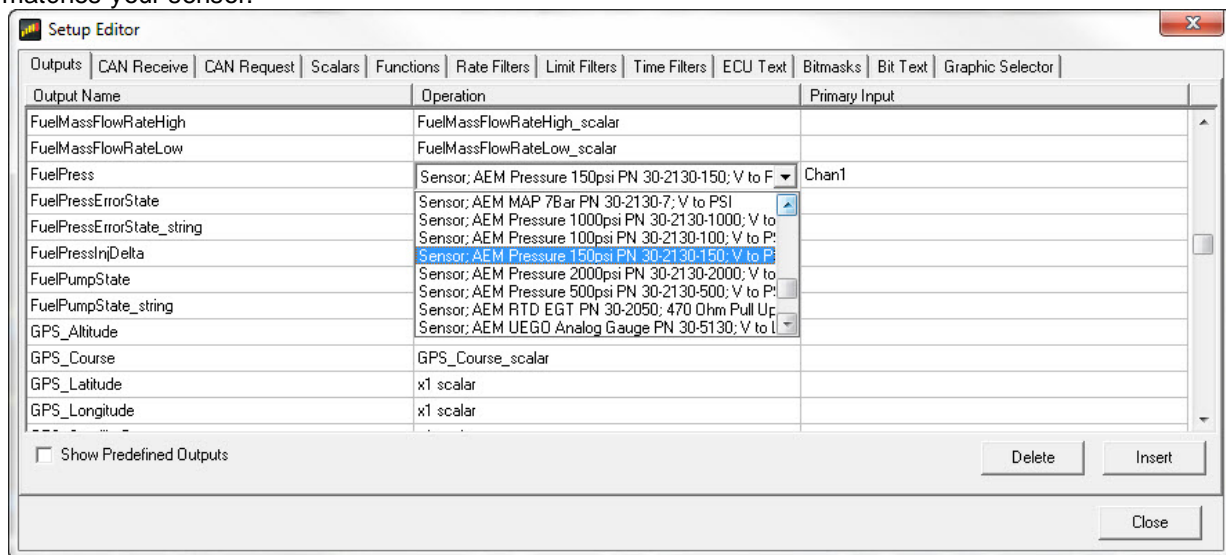 matches your sensor.
Setup Editor
Outputs CAN Receive CAN Request Scalars Functions Rate Filters Limit Filters Time Filters ECU Text Bitmasks Bit Text Graphic Selector
Output Name Operation Primary Input
FuelMassFlowRateHigh FuelMassFlowRateHigh_scalar
FuelMassFlowRateLow FuelMassFlowRateLow_scalar
FuelPress Sensor; AEM Pressure 150psi PN 30-2130-150; V to F Chan1
FuelPressErrorState
FuelPressErrorState_string
FuelPressInjDelta
FuelPumpState
FuelPumpState_string
GPS_Altitude
Sensor; AEM MAP 7Bar PN 30-2130-7; V to PSI
Sensor; AEM Pressure 1000psi PN 30-2130-1000; V to
Sensor; AEM Pressure 100psi PN 30-2130-100; V to P
Sensor; AEM Pressure 150psi PN 30-2130-150; V to P
Sensor; AEM Pressure 2000psi PN 30-2130-2000; V to
Sensor; AEM Pressure 500psi PN 30-2130-500; V to P
Sensor; AEM RTD EGT PN 30-2050; 470 Ohm Pull Up
Sensor; AEM UEGO Analog Gauge PN 30-5130; V to
GPS_Course GPS_Course_scalar
GPS_Latitude x1 scalar
GPS_Longitude x1 scalar
Show Predefined Outputs
Delete Insert
Close